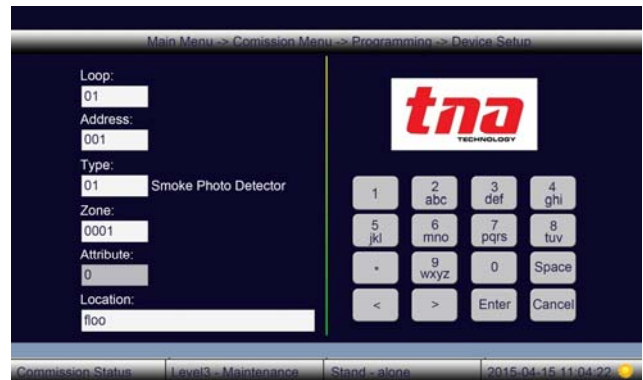 Main Menu -> Comission Menu -> Programming -> Device Setup
Loop:
01
Address:
001
Type:
01 Smoke Photo Detector
Zone:
0001
Attribute:
0
Location:
floo
tna
TECHNOLOGY
1
2
abc
3
def
4
ghi
5
jkl
6
mno
7
pqrs
8
tuv
*
9
wxyz
0
Space
<
>
Enter
Cancel
Commission Status
Level3 - Maintenance
Stand - alone
2015-04-15 11:04:22